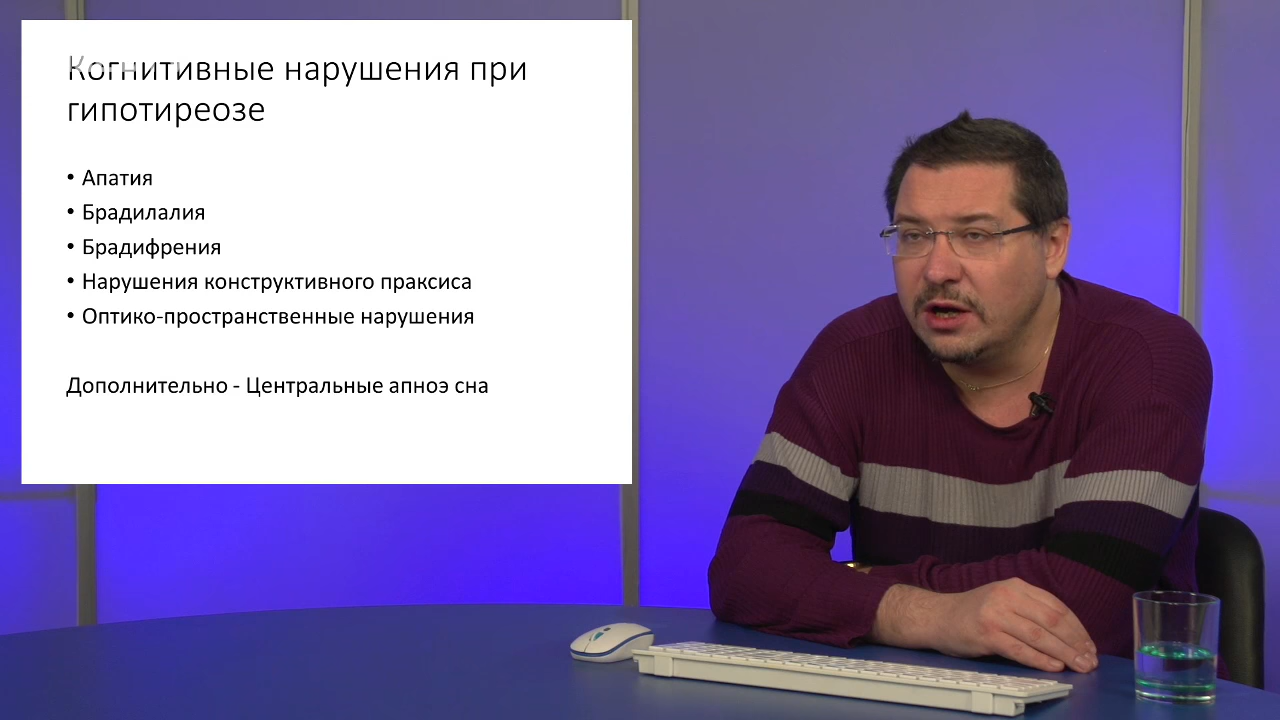 Когнитивные нарушения при
гипотиреозе
• Апатия
• Брадилалия
• Брадифрения
• Нарушения конструктивного праксиса
• Оптико-пространственные нарушения
Дополнительно - Центральные апноэ сна